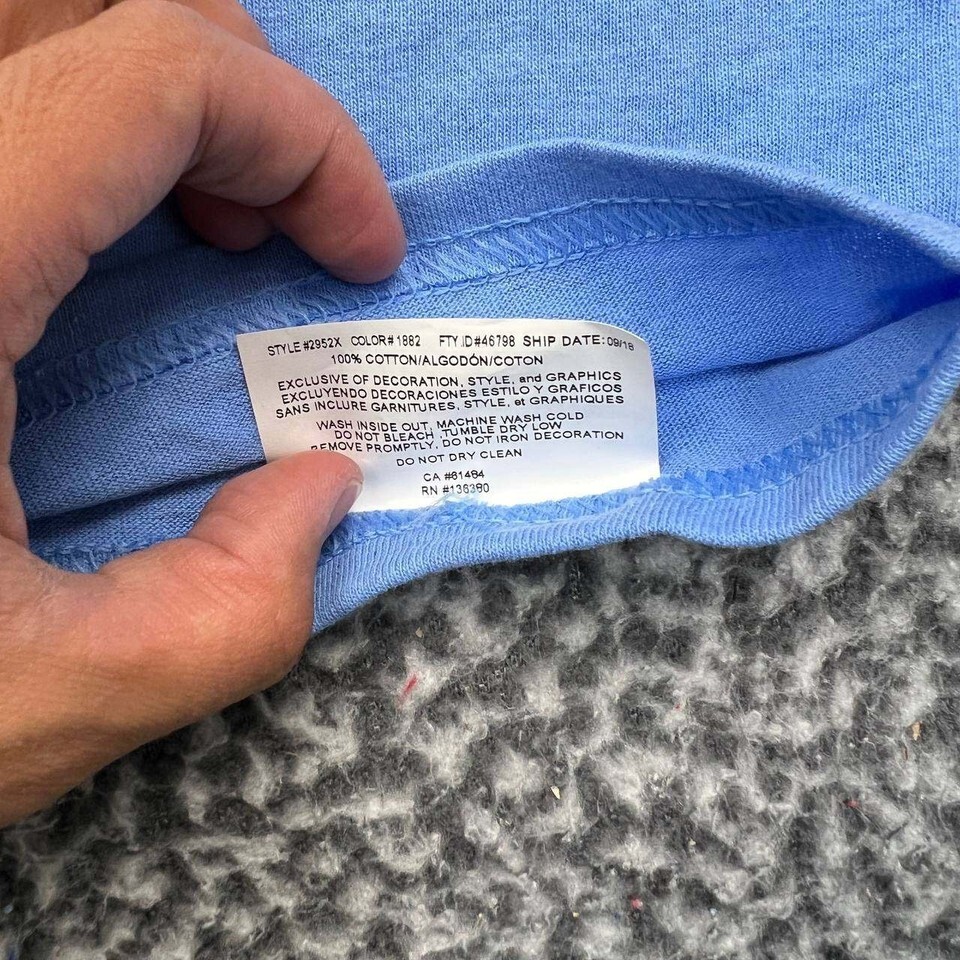 STYLE #2952X COLOR# 1882 FTY ID#46798 SHIP DATE: 09/18
100% COTTON/ALGODÓN/COTON
EXCLUSIVE OF DECORATION, STYLE, and GRAPHICS
EXCLUYENDO DECORACIONES ESTILO Y GRAFICOS
SANS INCLURE GARNITURES, STYLE, et GRAPHIQUES
WASH INSIDE OUT, MACHINE WASH COLD
DO NOT BLEACH ,TUMBLE DRY LOW
REMOVE PROMPTLY, DO NOT IRON DECORATION
DO NOT DRY CLEAN
CA #61484
RN #136380